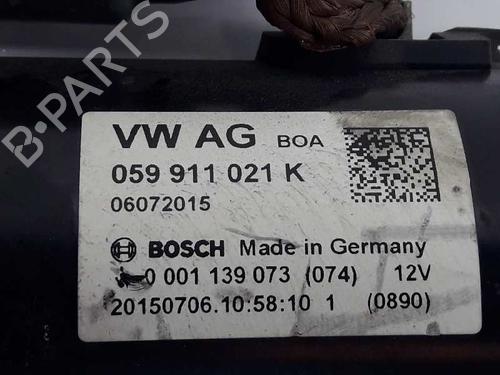 B-PARTS
VW AG BOA
059 911 021 K
06072015
BOSCH Made in Germany
0 001 139 073 (074) 12V
20150706.10:58:10 1 (0890)